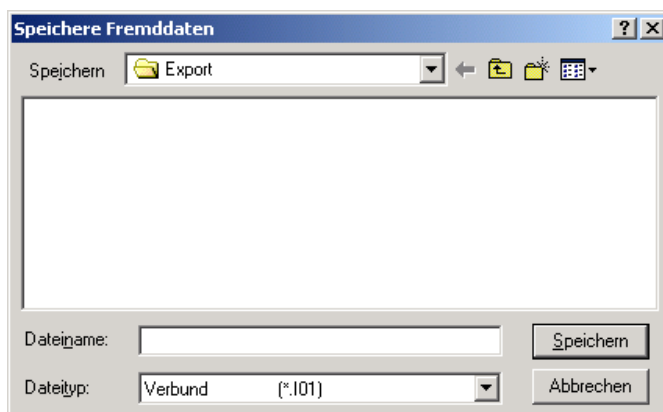 Speichere Fremddaten
Speichern Export
Dateiname: Speichern
Dateityp: Verbund (*.I01) Abbrechen